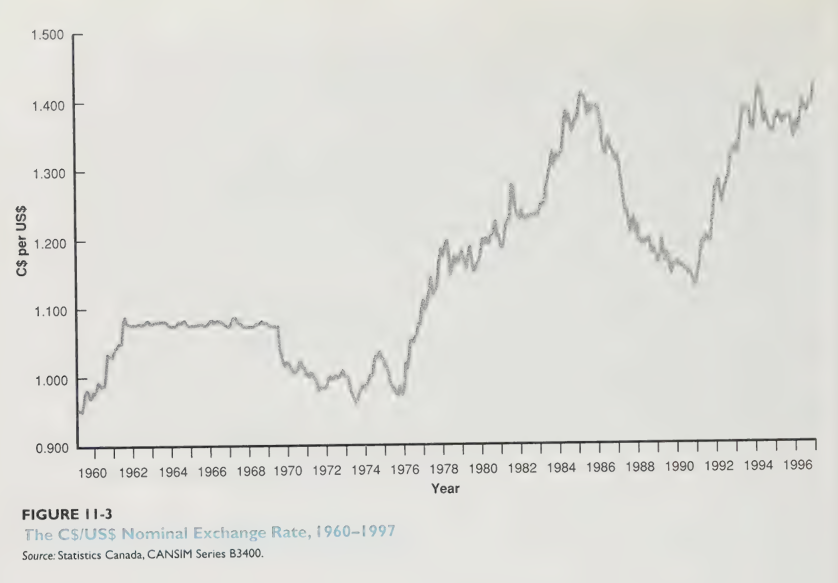 1.500
1.400
1.300
1.200
1.100
1.000
0.900
C$ per US$
1960 1962 1964 1966 1968 1970 1972 1974 1976 1978 1980 1982 1984 1986 1988 1990 1992 1994 1996
Year
FIGURE 11-3
The C$/US$ Nominal Exchange Rate, 1960–1997
Source: Statistics Canada, CANSIM Series B3400.